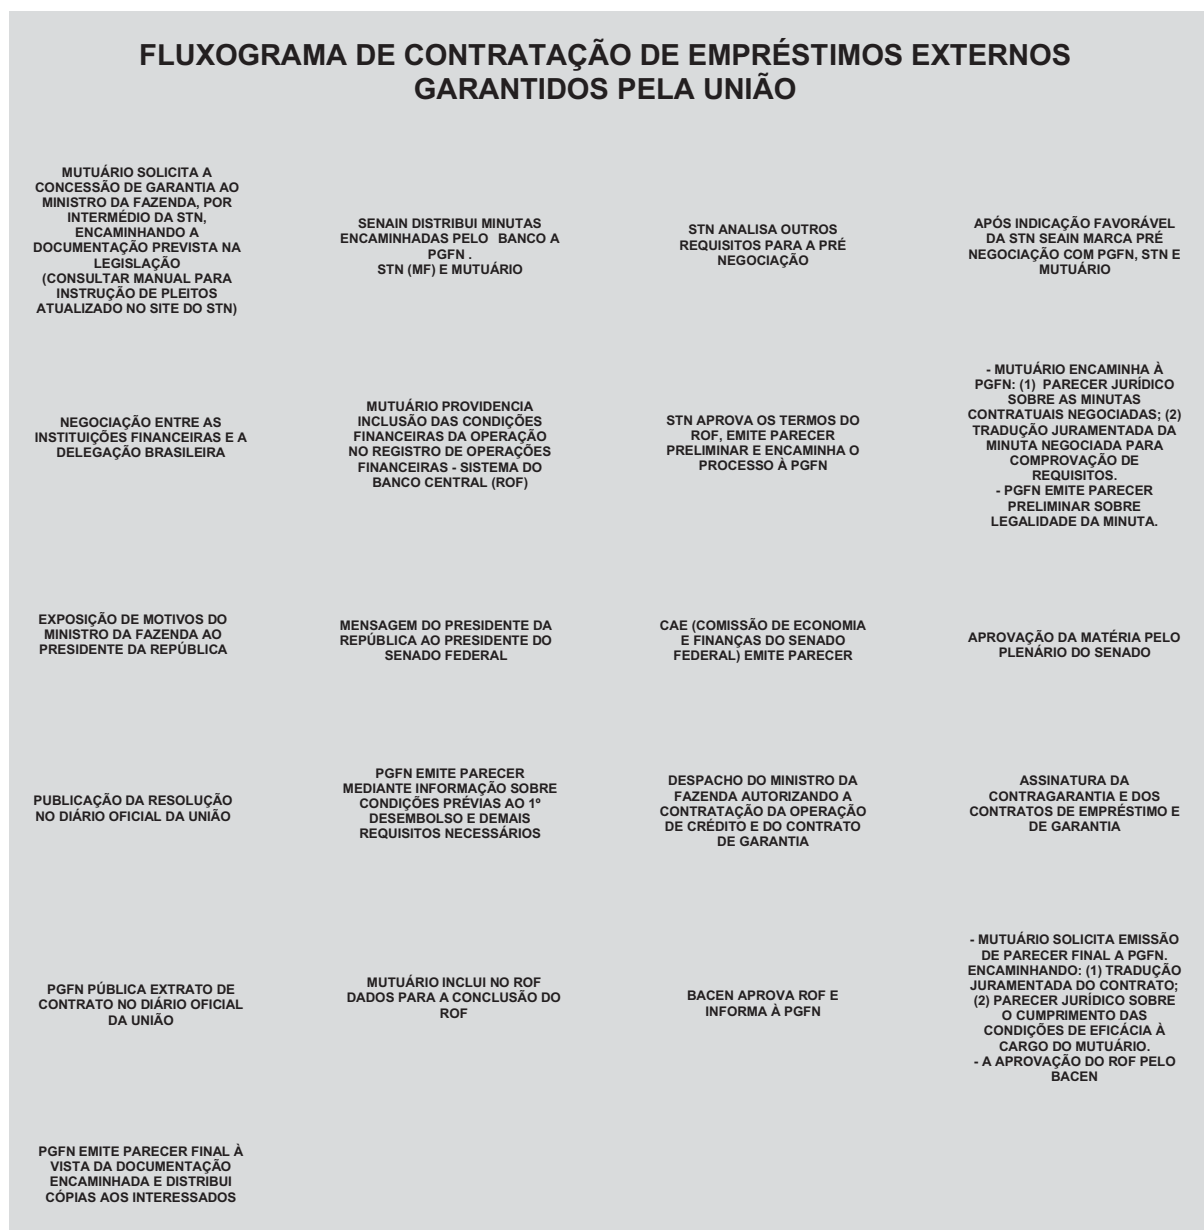 FLUXOGRAMA DE CONTRATAÇÃO DE EMPRÉSTIMOS EXTERNOS
GARANTIDOS PELA UNIÃO
MUTUÁRIO SOLICITA A
CONCESSÃO DE GARANTIA AO
MINISTRO DA FAZENDA, POR
INTERMÉDIO DA STN,
ENCAMINHANDO A
DOCUMENTAÇÃO PREVISTA NA
LEGISLAÇÃO
(CONSULTAR MANUAL PARA
INSTRUÇÃO DE PLEITOS
ATUALIZADO NO SITE DO STN)
SENAIN DISTRIBUI MINUTAS
ENCAMINHADAS PELO BANCO A
PGFN .
STN (MF) E MUTUÁRIO
STN ANALISA OUTROS
REQUISITOS PARA A PRÉ
NEGOCIAÇÃO
APÓS INDICAÇÃO FAVORÁVEL
DA STN SEAIN MARCA PRÉ
NEGOCIAÇÃO COM PGFN, STN E
MUTUÁRIO
NEGOCIAÇÃO ENTRE AS
INSTITUIÇÕES FINANCEIRAS E A
DELEGAÇÃO BRASILEIRA
MUTUÁRIO PROVIDENCIA
INCLUSÃO DAS CONDIÇÕES
FINANCEIRAS DA OPERAÇÃO
NO REGISTRO DE OPERAÇÕES
FINANCEIRAS - SISTEMA DO
BANCO CENTRAL (ROF)
STN APROVA OS TERMOS DO
ROF, EMITE PARECER
PRELIMINAR E ENCAMINHA O
PROCESSO À PGFN
- MUTUÁRIO ENCAMINHA À
PGFN: (1) PARECER JURÍDICO
SOBRE AS MINUTAS
CONTRATUAIS NEGOCIADAS; (2)
TRADUÇÃO JURAMENTADA DA
MINUTA NEGOCIADA PARA
COMPROVAÇÃO DE
REQUISITOS.
- PGFN EMITE PARECER
PRELIMINAR SOBRE
LEGALIDADE DA MINUTA.
EXPOSIÇÃO DE MOTIVOS DO
MINISTRO DA FAZENDA AO
PRESIDENTE DA REPÚBLICA
MENSAGEM DO PRESIDENTE DA
REPÚBLICA AO PRESIDENTE DO
SENADO FEDERAL
CAE (COMISSÃO DE ECONOMIA
E FINANÇAS DO SENADO
FEDERAL) EMITE PARECER
APROVAÇÃO DA MATÉRIA PELO
PLENÁRIO DO SENADO
PUBLICAÇÃO DA RESOLUÇÃO
NO DIÁRIO OFICIAL DA UNIÃO
PGFN EMITE PARECER
MEDIANTE INFORMAÇÃO SOBRE
CONDIÇÕES PRÉVIAS AO 1º
DESEMBOLSO E DEMAIS
REQUISITOS NECESSÁRIOS
DESPACHO DO MINISTRO DA
FAZENDA AUTORIZANDO A
CONTRATAÇÃO DA OPERAÇÃO
DE CRÉDITO E DO CONTRATO
DE GARANTIA
ASSINATURA DA
CONTRAGARANTIA E DOS
CONTRATOS DE EMPRÉSTIMO E
DE GARANTIA
PGFN PÚBLICA EXTRATO DE
CONTRATO NO DIÁRIO OFICIAL
DA UNIÃO
MUTUÁRIO INCLUI NO ROF
DADOS PARA A CONCLUSÃO DO
ROF
BACEN APROVA ROF E
INFORMA À PGFN
- MUTUÁRIO SOLICITA EMISSÃO
DE PARECER FINAL A PGFN.
ENCAMINHANDO: (1) TRADUÇÃO
JURAMENTADA DO CONTRATO;
(2) PARECER JURÍDICO SOBRE
O CUMPRIMENTO DAS
CONDIÇÕES DE EFICÁCIA À
CARGO DO MUTUÁRIO.
- A APROVAÇÃO DO ROF PELO
BACEN
PGFN EMITE PARECER FINAL À
VISTA DA DOCUMENTAÇÃO
ENCAMINHADA E DISTRIBUI
CÓPIAS AOS INTERESSADOS